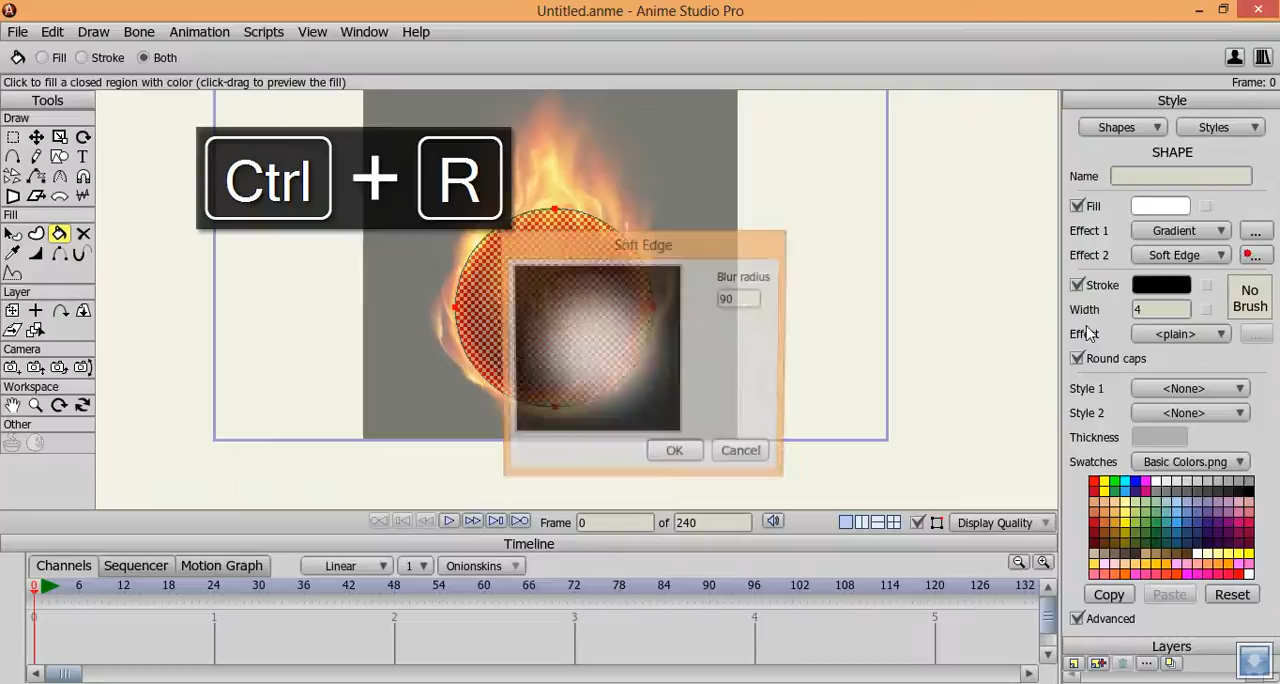 Untitled.anme - Anime Studio Pro
File Edit Draw Bone Animation Scripts View Window Help
Fill Stroke Both
Click to fill a closed region with color (click-drag to preview the fill) Frame: 0
Tools
Draw
T
Fill
Layer
Camera
Workspace
Other
Ctrl + R
Soft Edge
Blur radius
90
OK Cancel
Style
Shapes Styles
SHAPE
Name
Fill
Effect 1 Gradient ...
Effect 2 Soft Edge ...
Stroke No Brush
Width 4
Effect <plain> ...
Round caps
Style 1 <None>
Style 2 <None>
Thickness
Swatches Basic Colors.png
Copy Paste Reset
Advanced
Layers
Frame 0 of 240 Display Quality
Timeline
Channels Sequencer Motion Graph Linear 1 Onionskins
0 6 12 18 24 30 36 42 48 54 60 66 72 78 84 90 96 102 108 114 120 126 132
0 1 2 3 4 5